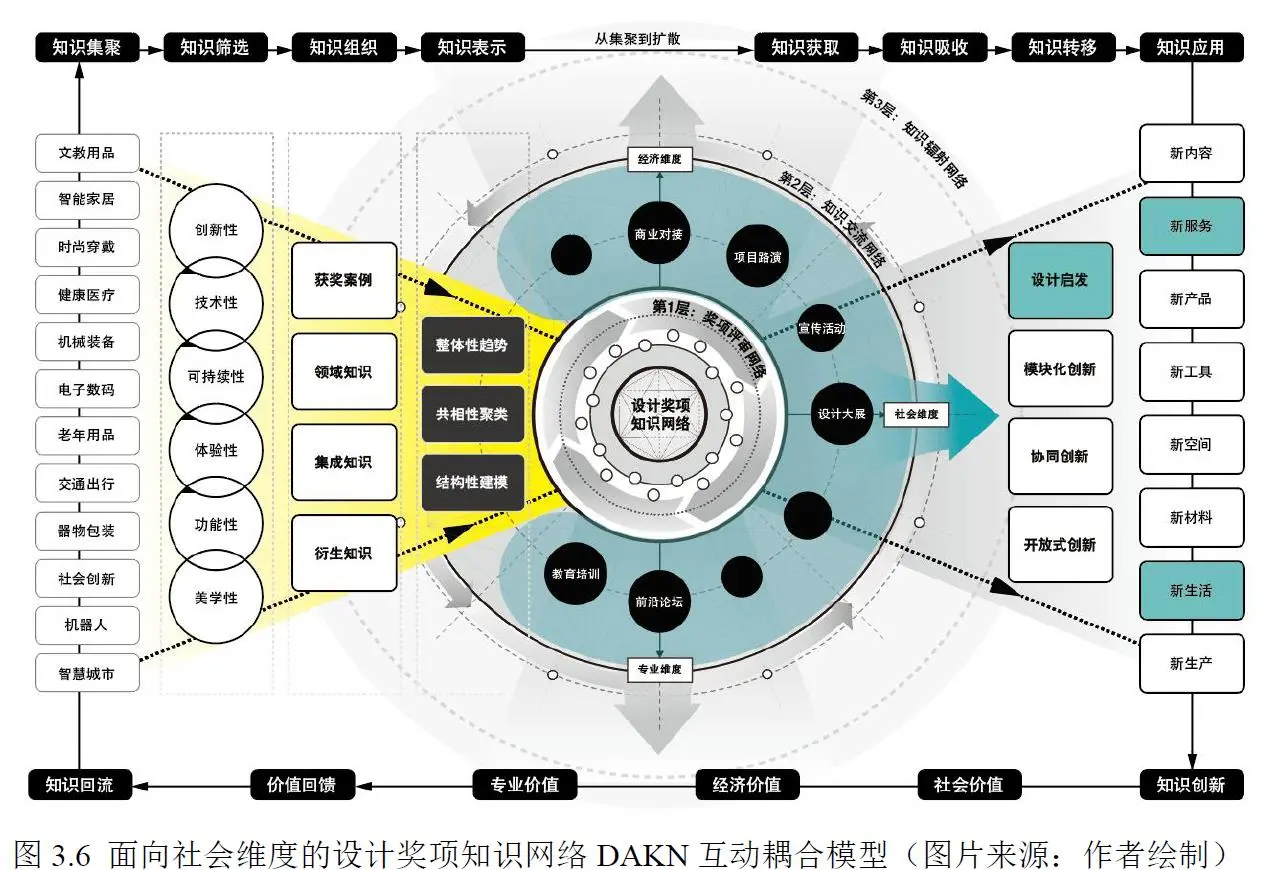 知识集聚
知识筛选
知识组织
知识表示
从集聚到扩散
知识获取
知识吸收
知识转移
知识应用
文教用品
智能家居
时尚穿戴
健康医疗
机械装备
电子数码
老年用品
交通出行
器物包装
社会创新
机器人
智慧城市
创新性
技术性
可持续性
体验性
功能性
美学性
获奖案例
领域知识
集成知识
衍生知识
整体性趋势
共相性聚类
结构性建模
第3层：知识辐射网络
第2层：知识交流网络
第1层：奖项评审网络
经济维度
商业对接
项目路演
宣传活动
设计大展
社会维度
设计奖项
知识网络
教育培训
前沿论坛
专业维度
设计启发
模块化创新
协同创新
开放式创新
新内容
新服务
新产品
新工具
新空间
新材料
新生活
新生产
知识回流
价值回馈
专业价值
经济价值
社会价值
知识创新
图 3.6 面向社会维度的设计奖项知识网络 DAKN 互动耦合模型（图片来源：作者绘制）